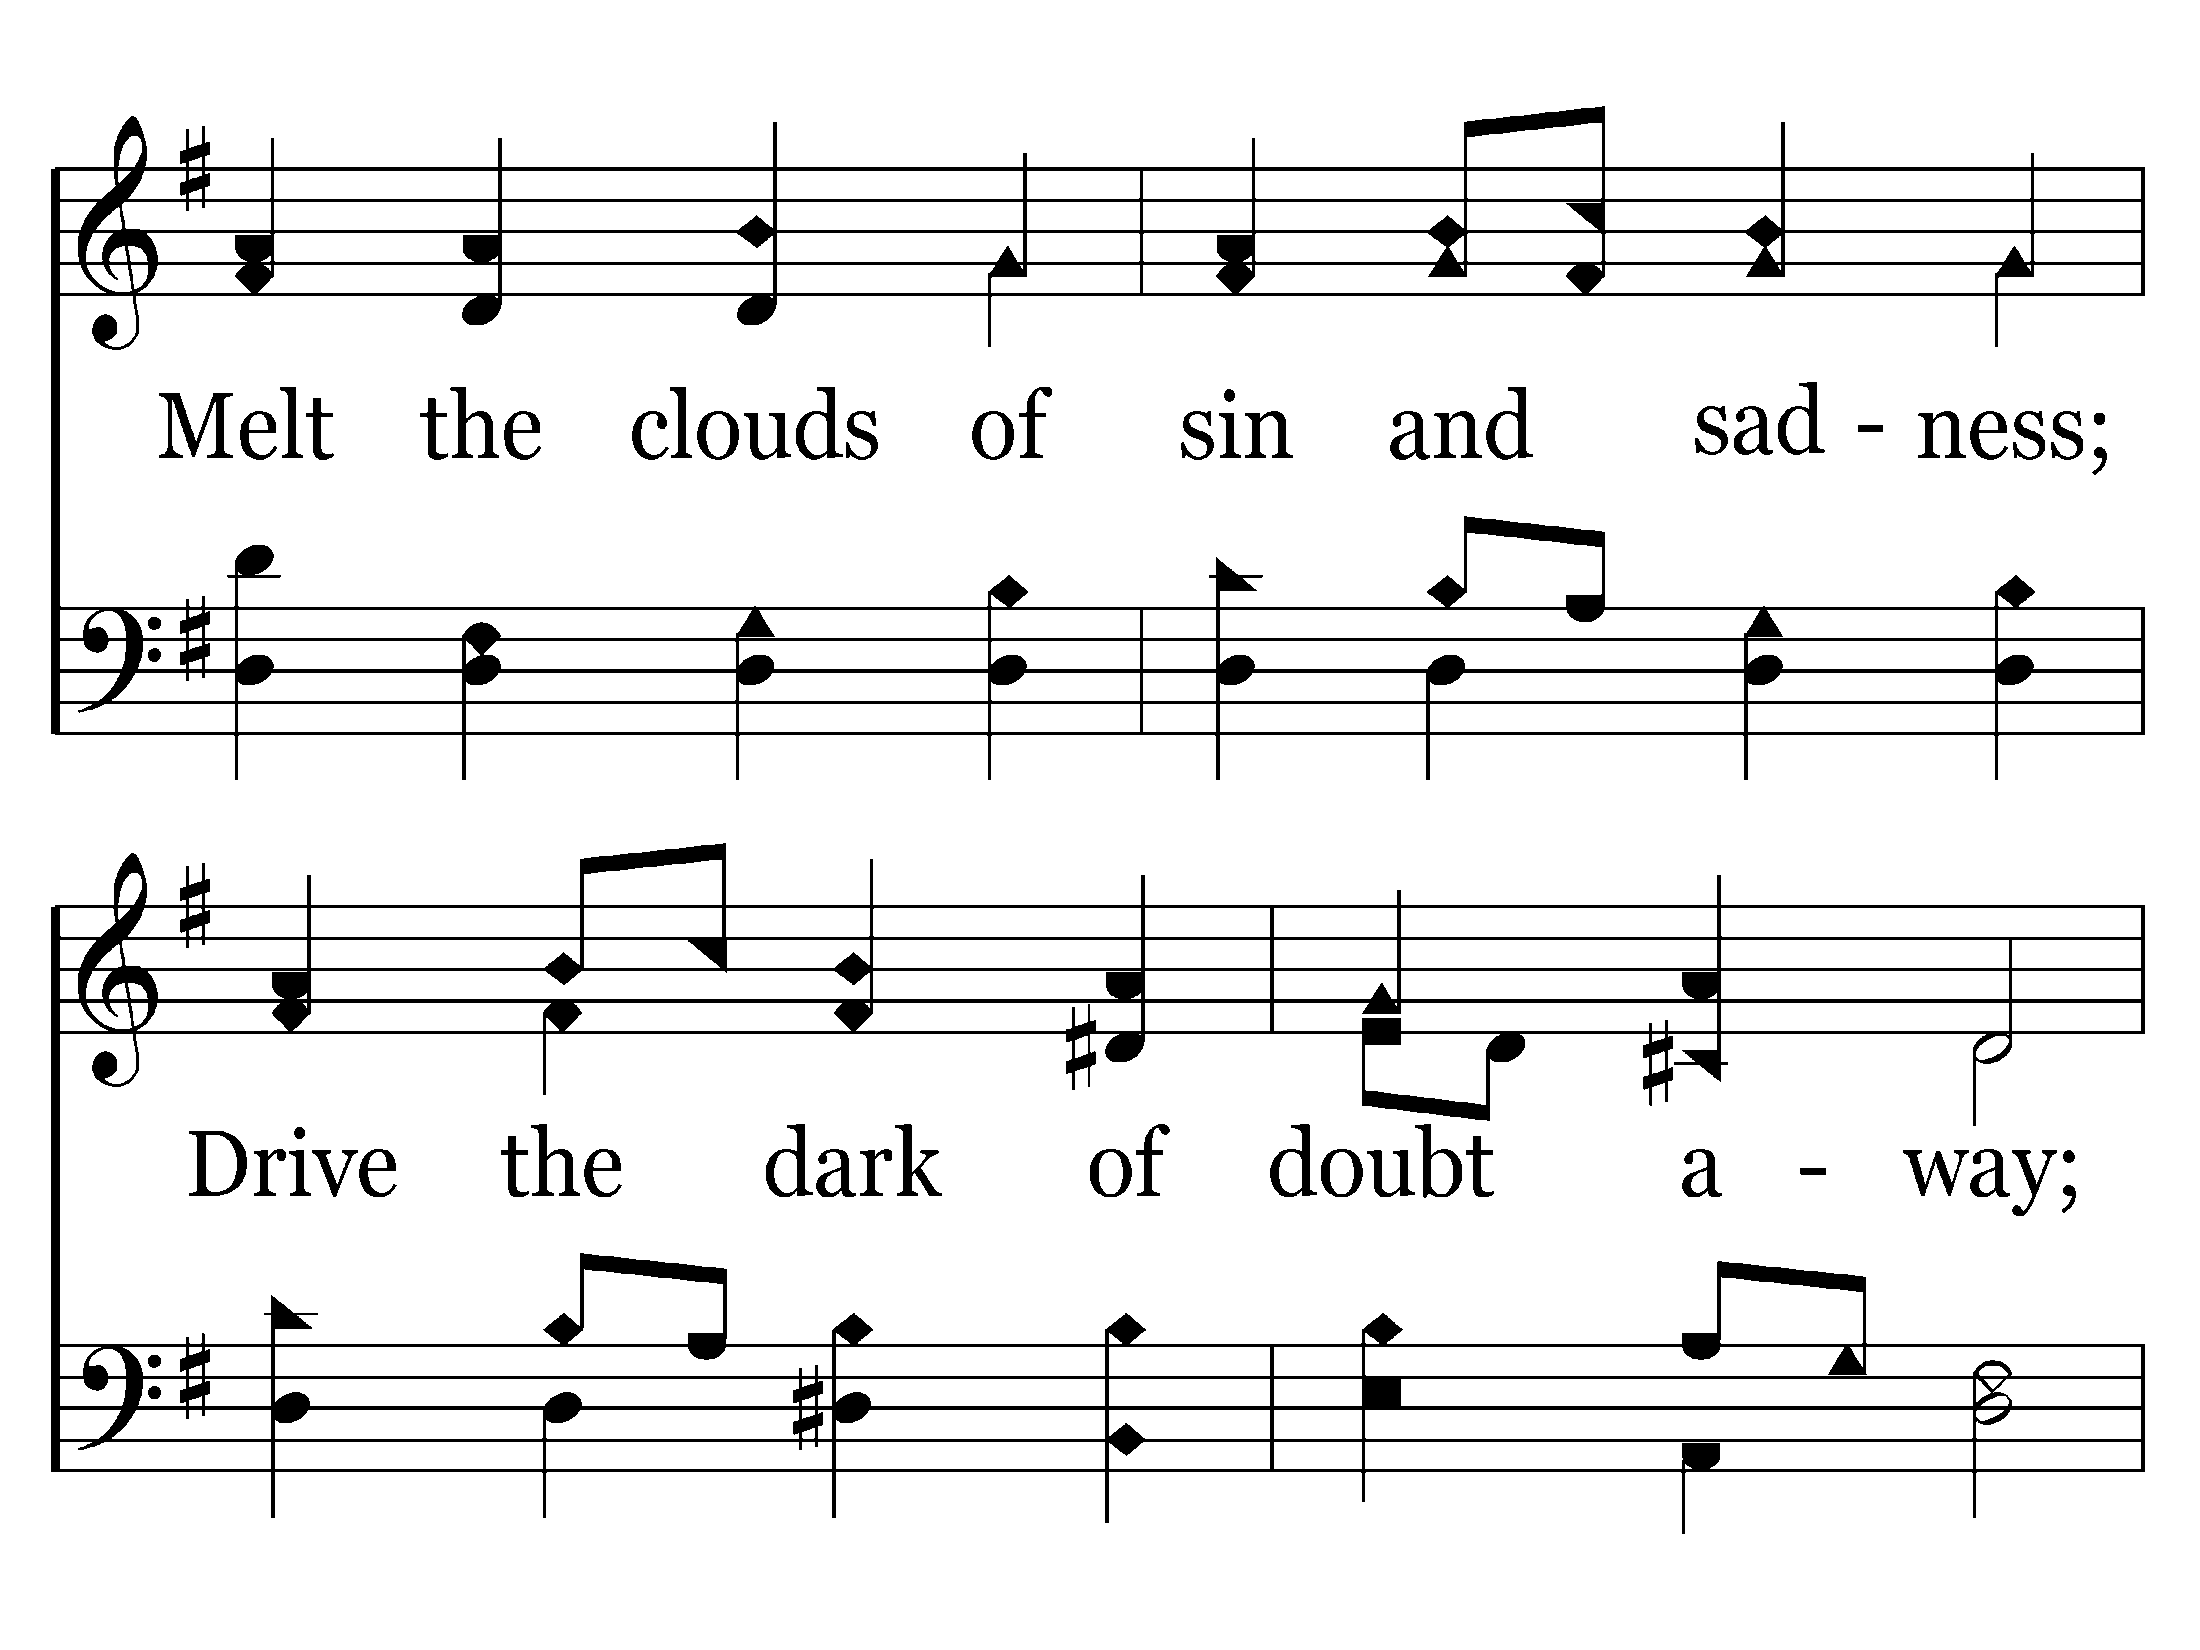 Melt the clouds of sin and sad - ness;
Drive the dark of doubt a - way;